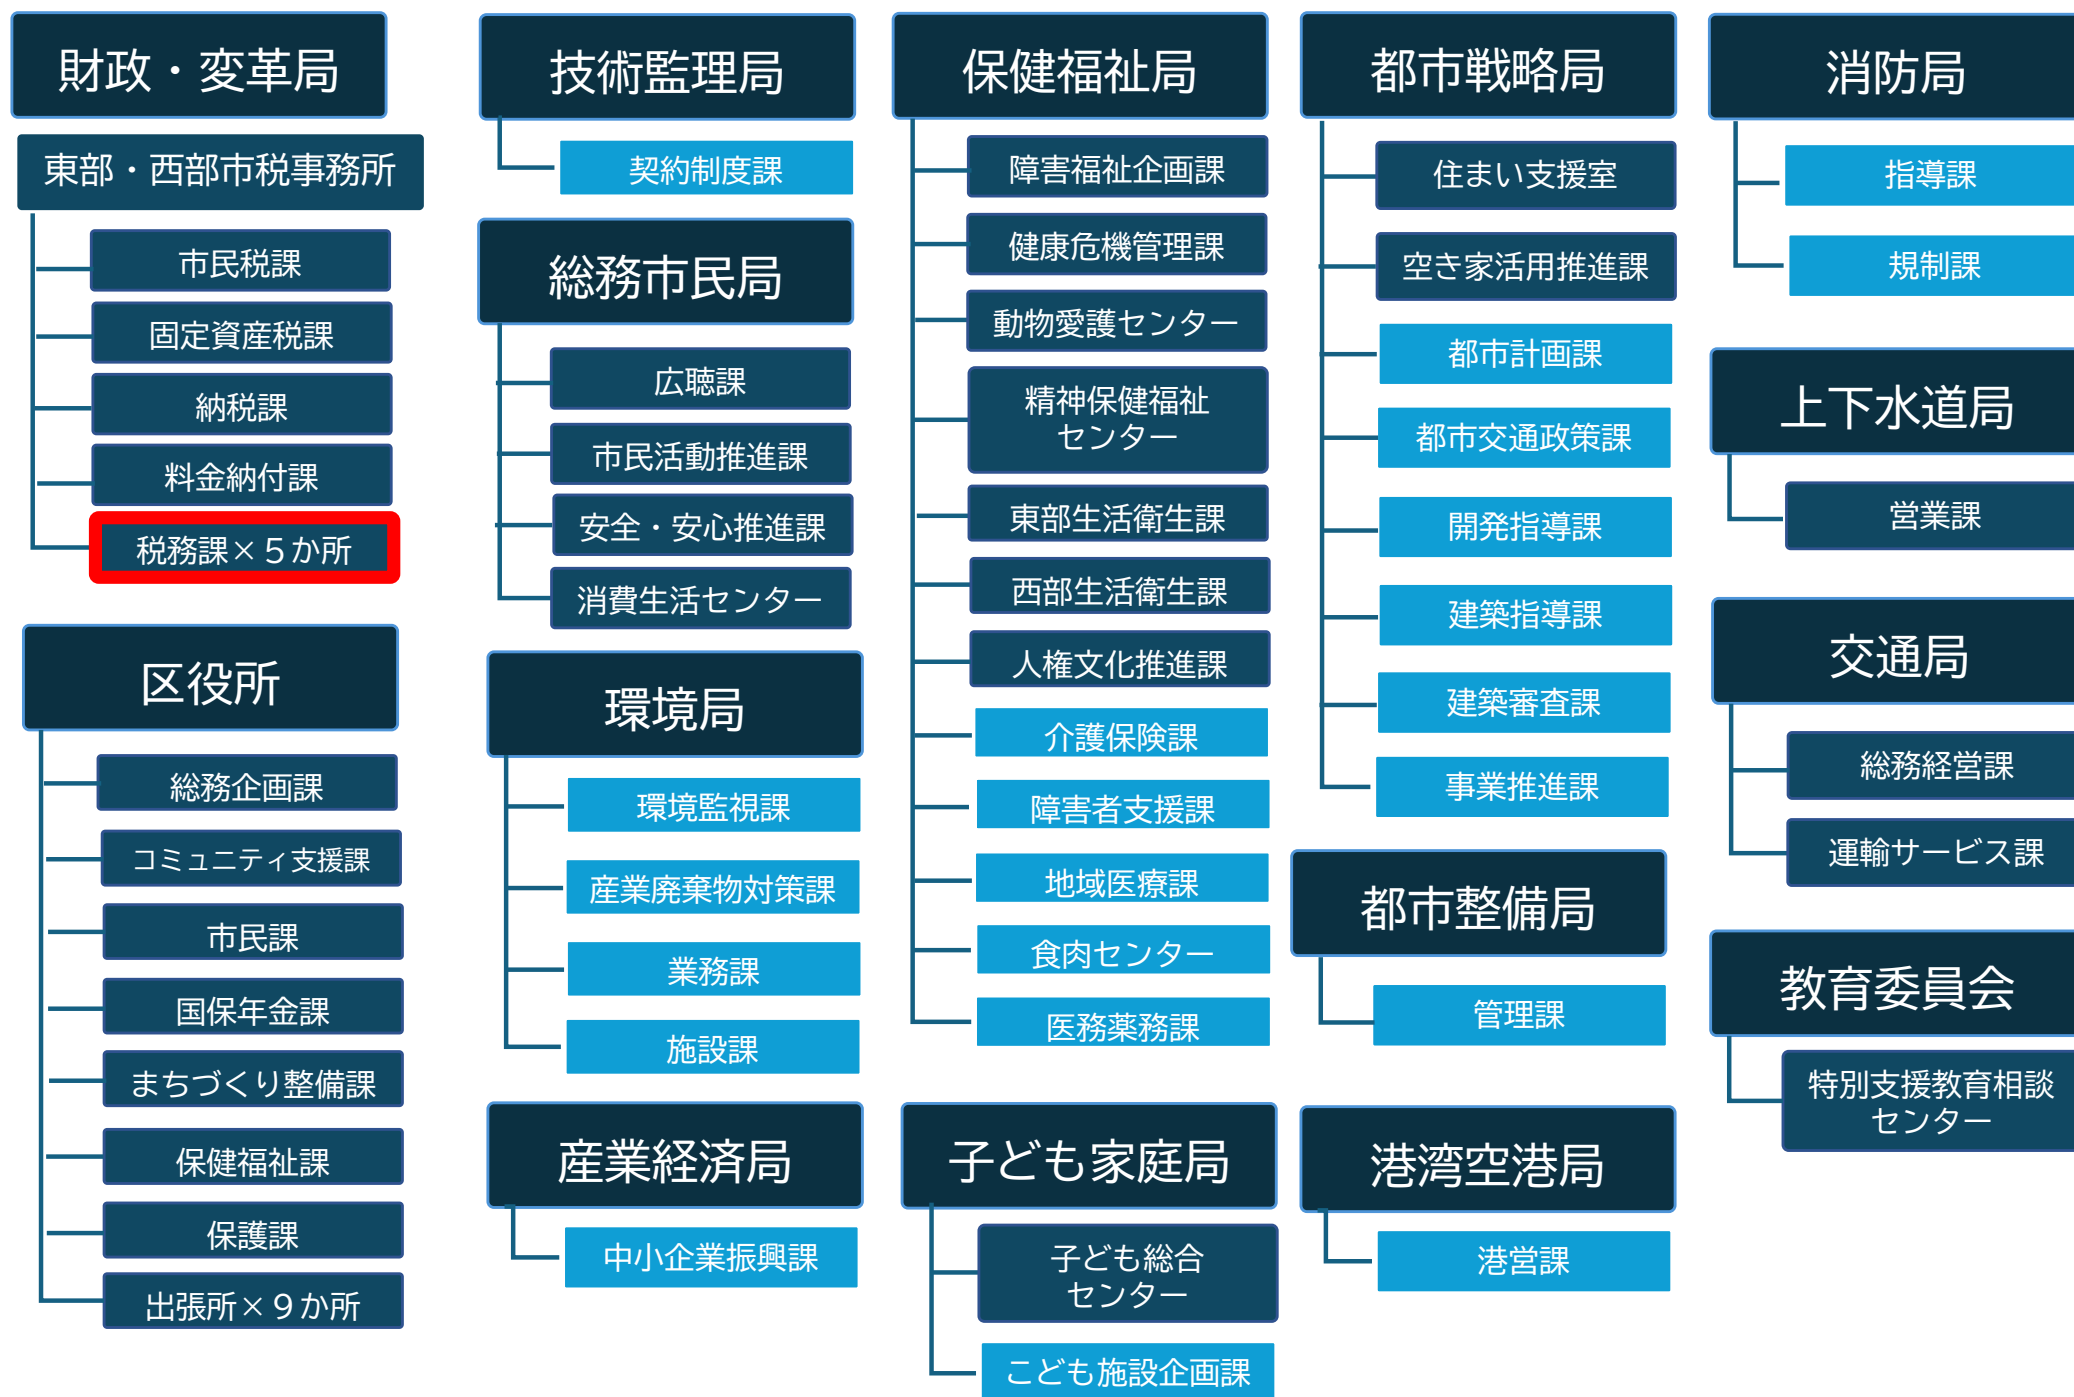 財政・変革局
東部・西部市税事務所
市民税課
固定資産税課
納税課
料金納付課
税務課×５か所
区役所
総務企画課
コミュニティ支援課
市民課
国保年金課
まちづくり整備課
保健福祉課
保護課
出張所×９か所
技術監理局
契約制度課
総務市民局
広聴課
市民活動推進課
安全・安心推進課
消費生活センター
環境局
環境監視課
産業廃棄物対策課
業務課
施設課
産業経済局
中小企業振興課
保健福祉局
障害福祉企画課
健康危機管理課
動物愛護センター
精神保健福祉
センター
東部生活衛生課
西部生活衛生課
人権文化推進課
介護保険課
障害者支援課
地域医療課
食肉センター
医務薬務課
子ども家庭局
子ども総合
センター
こども施設企画課
都市戦略局
住まい支援室
空き家活用推進課
都市計画課
都市交通政策課
開発指導課
建築指導課
建築審査課
事業推進課
都市整備局
管理課
港湾空港局
港営課
消防局
指導課
規制課
上下水道局
営業課
交通局
総務経営課
運輸サービス課
教育委員会
特別支援教育相談
センター